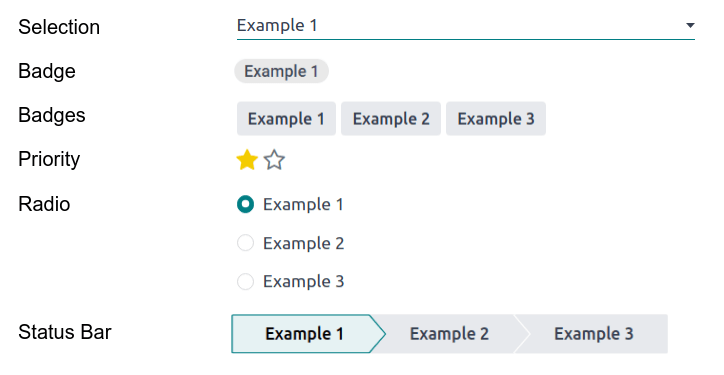 Selection Example 1
Badge Example 1
Badges Example 1 Example 2 Example 3
Priority
Radio Example 1
Example 2
Example 3
Status Bar Example 1 Example 2 Example 3